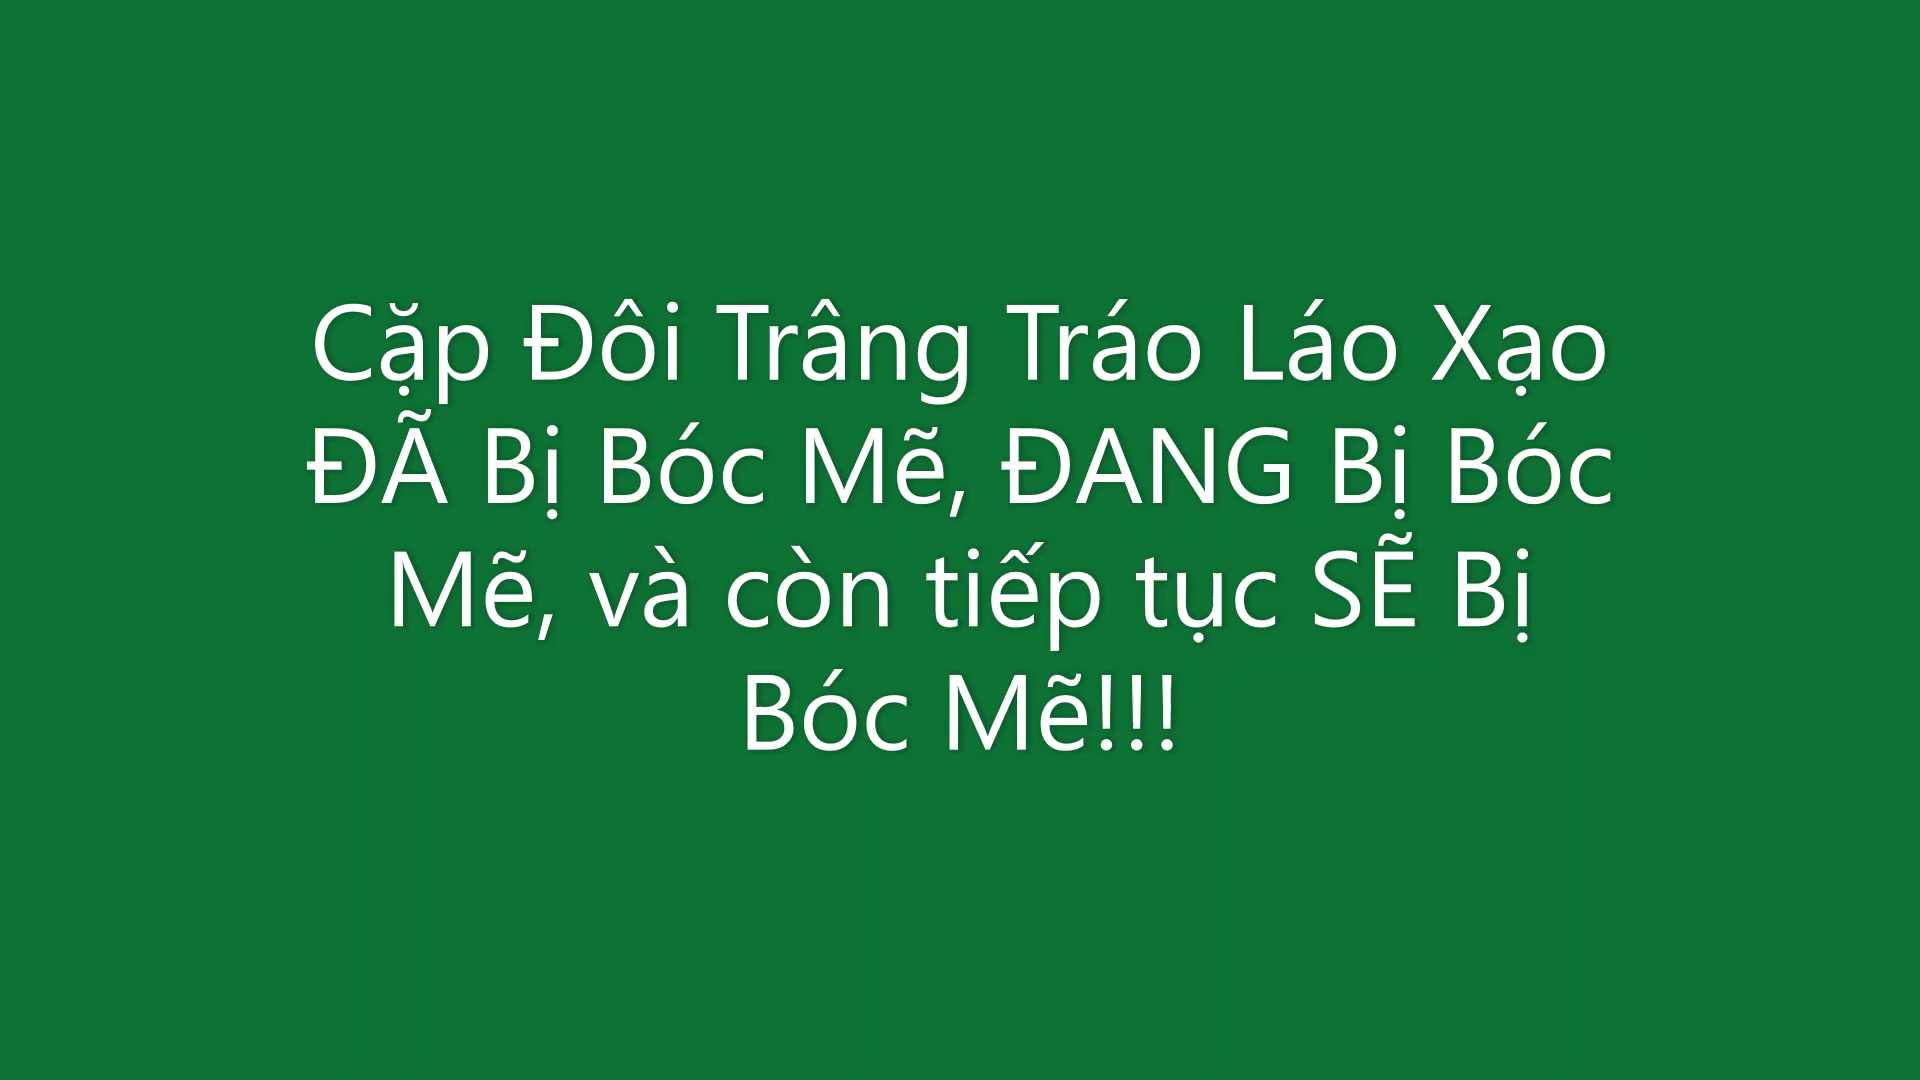 Cặp Đôi Trâng Tráo Láo Xạo
ĐÃ Bị Bóc Mẽ, ĐANG Bị Bóc
Mẽ, và còn tiếp tục SẼ Bị
Bóc Mẽ!!!